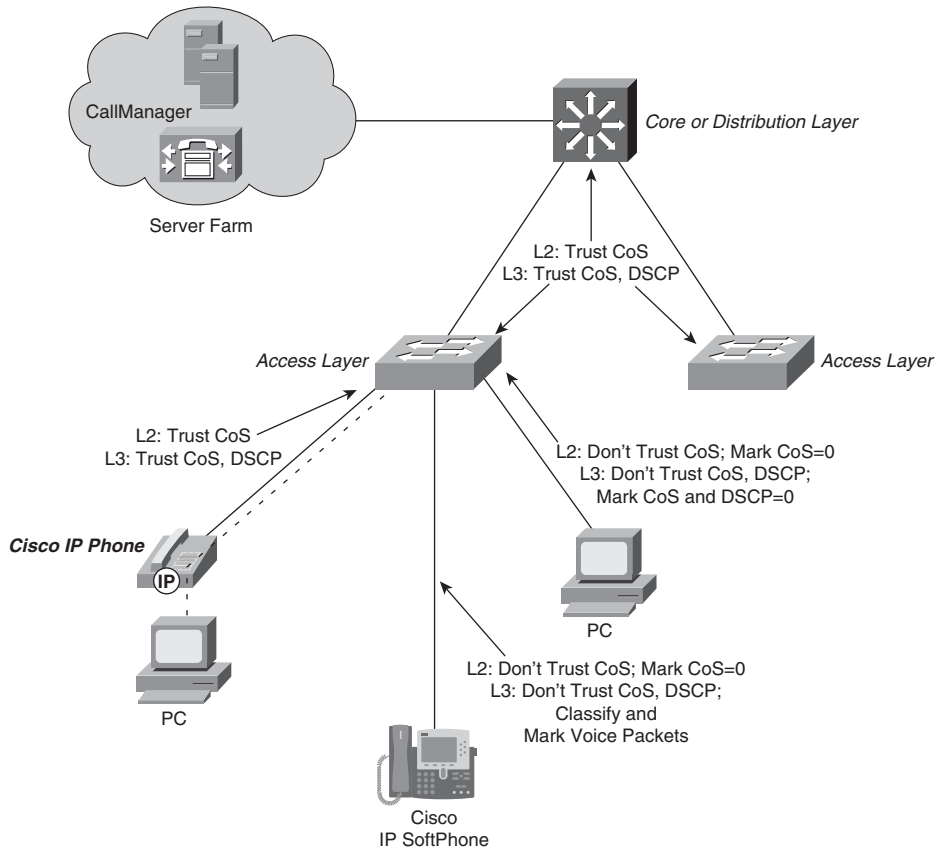 CallManager
Server Farm
Core or Distribution Layer
L2: Trust CoS
L3: Trust CoS, DSCP
Access Layer
Access Layer
L2: Trust CoS
L3: Trust CoS, DSCP
L2: Don't Trust CoS; Mark CoS=0
L3: Don't Trust CoS, DSCP;
Mark CoS and DSCP=0
Cisco IP Phone
IP
PC
PC
L2: Don't Trust CoS; Mark CoS=0
L3: Don't Trust CoS, DSCP;
Classify and
Mark Voice Packets
Cisco
IP SoftPhone